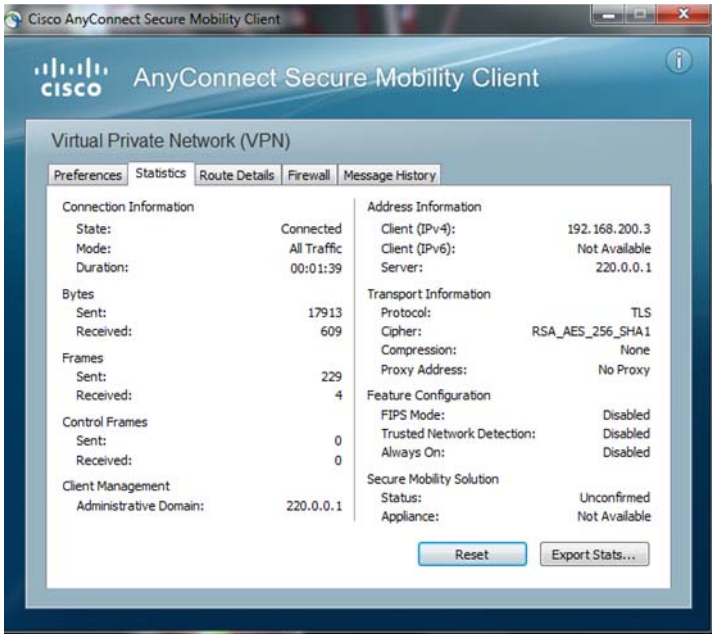 Cisco AnyConnect Secure Mobility Client
CISCO
AnyConnect Secure Mobility Client
Virtual Private Network (VPN)
Preferences Statistics Route Details Firewall Message History
Connection Information
State: Connected
Mode: All Traffic
Duration: 00:01:39
Bytes
Sent: 17913
Received: 609
Frames
Sent: 229
Received: 4
Control Frames
Sent: 0
Received: 0
Client Management
Administrative Domain: 220.0.0.1
Address Information
Client (IPv4): 192.168.200.3
Client (IPv6): Not Available
Server: 220.0.0.1
Transport Information
Protocol: TLS
Cipher: RSA_AES_256_SHA1
Compression: None
Proxy Address: No Proxy
Feature Configuration
FIPS Mode: Disabled
Trusted Network Detection: Disabled
Always On: Disabled
Secure Mobility Solution
Status: Unconfirmed
Appliance: Not Available
Reset Export Stats...